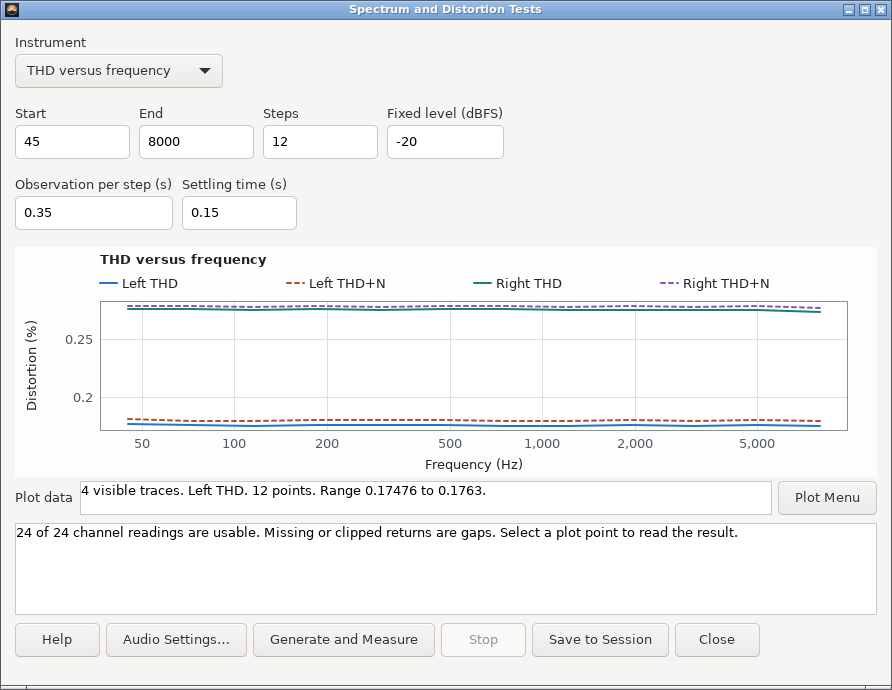 Spectrum and Distortion Tests
Instrument
THD versus frequency
Start End Steps Fixed level (dBFS)
45 8000 12 -20
Observation per step (s) Settling time (s)
0.35 0.15
THD versus frequency
Left THD Left THD+N Right THD Right THD+N
Distortion (%)
0.25
0.2
50 100 200 500 1,000 2,000 5,000
Frequency (Hz)
Plot data 4 visible traces. Left THD. 12 points. Range 0.17476 to 0.1763. Plot Menu
24 of 24 channel readings are usable. Missing or clipped returns are gaps. Select a plot point to read the result.
Help Audio Settings... Generate and Measure Stop Save to Session Close